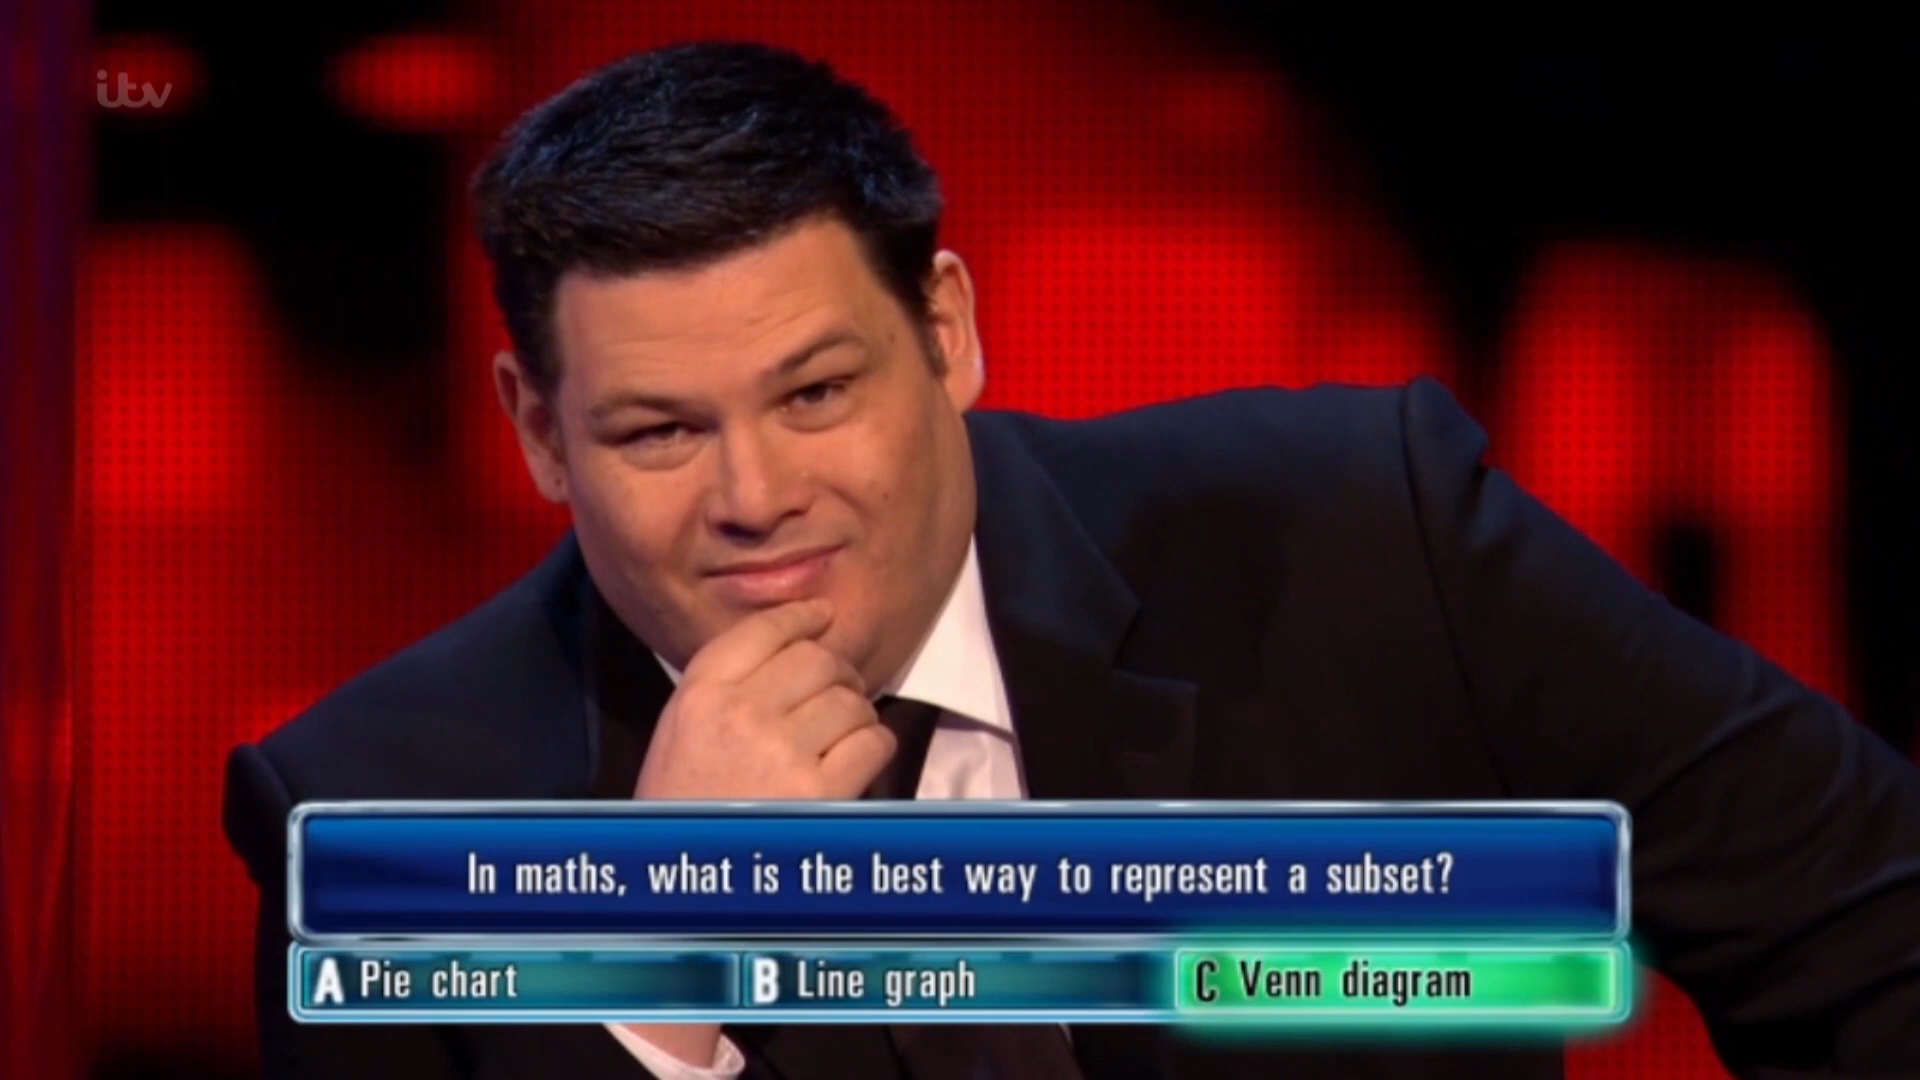 itv
In maths, what is the best way to represent a subset?
A Pie chart
B Line graph
C Venn diagram